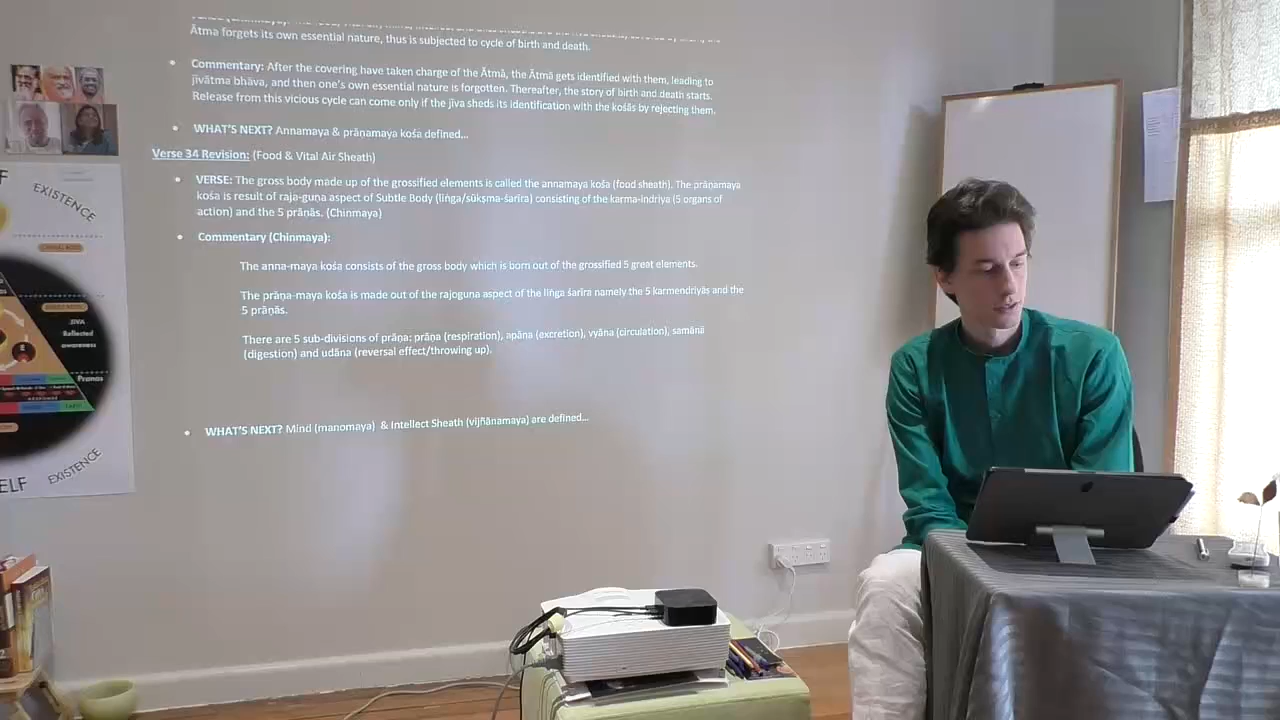 Ātma forgets its own essential nature, thus is subjected to cycle of birth and death.
• Commentary: After the covering have taken charge of the Ātmā, the Ātmā gets identified with them, leading to
jīvātma bhāva, and then one's own essential nature is forgotten. Thereafter, the story of birth and death starts.
Release from this vicious cycle can come only if the jīva sheds its identification with the kośās by rejecting them.
• WHAT'S NEXT? Annamaya & prāṇamaya kośa defined...
Verse 34 Revision: (Food & Vital Air Sheath)
• VERSE: The gross body made up of the grossified elements is called the annamaya kośa (food sheath). The prāṇamaya
kośa is result of raja-guna aspect of Subtle Body (liṅga/sūkṣma-śarīra) consisting of the karma-indriya (5 organs of
action) and the 5 prāṇās. (Chinmaya)
• Commentary (Chinmaya):
The anna-maya kośa consists of the gross body which is born out of the grossified 5 great elements.
The prāṇa-maya kośa is made out of the rajoguna aspect of the liṅga śarīra namely the 5 karmendriyās and the
5 prāṇās.
There are 5 sub-divisions of prāṇa: prāṇa (respiration), apāna (excretion), vyāna (circulation), samānā
(digestion) and udāna (reversal effect/throwing up).
• WHAT'S NEXT? Mind (manomaya) & Intellect Sheath (vijñānamaya) are defined...
F
EXISTENCE
JIVA
Reflected
awareness
Pranas
ELF
EXISTENCE